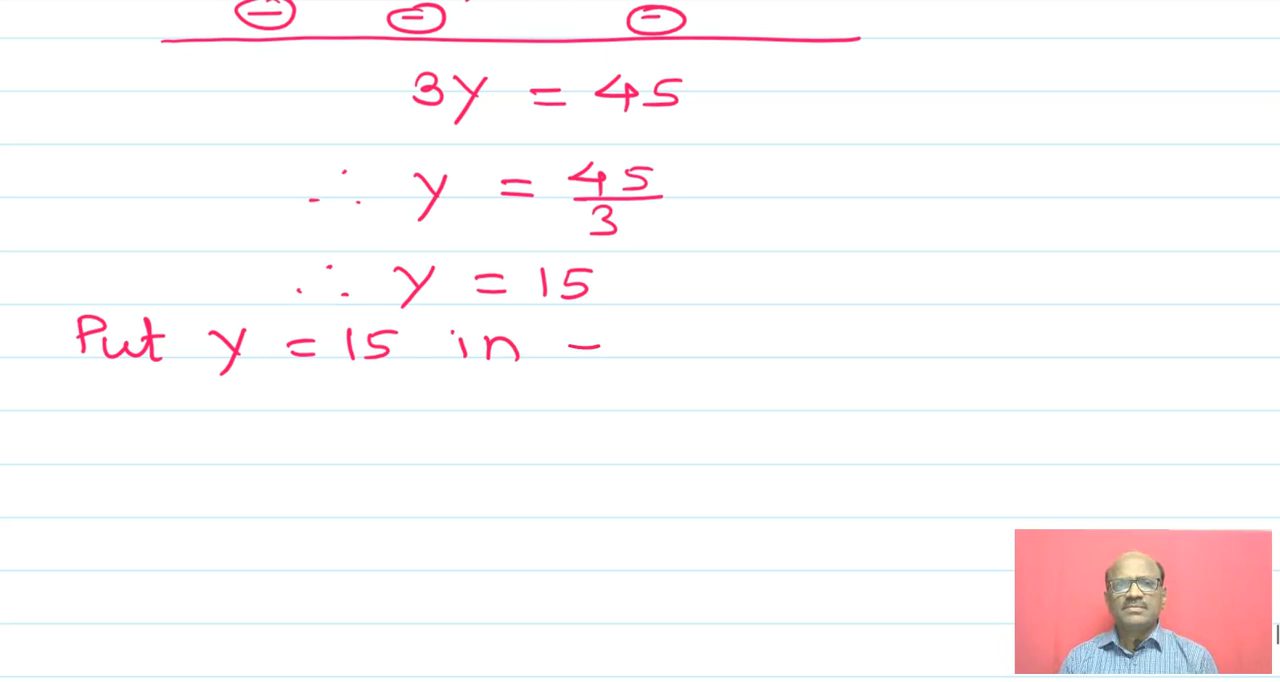 ⊖ ⊖ ⊖
3y = 45
∴ y = 45/3
∴ y = 15
Put y = 15 in -